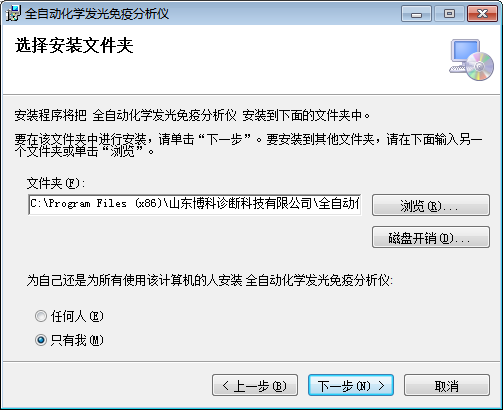 全自动化学发光免疫分析仪
选择安装文件夹
安装程序将把 全自动化学发光免疫分析仪 安装到下面的文件夹中。
要在该文件夹中进行安装，请单击“下一步”。要安装到其他文件夹，请在下面输入另一
个文件夹或单击“浏览”。
文件夹(F):
C:\Program Files (x86)\山东博科诊断科技有限公司\全自动
浏览(R)...
磁盘开销(D)...
为自己还是为所有使用该计算机的人安装 全自动化学发光免疫分析仪:
任何人(E)
只有我(M)
< 上一步(B)
下一步(N) >
取消